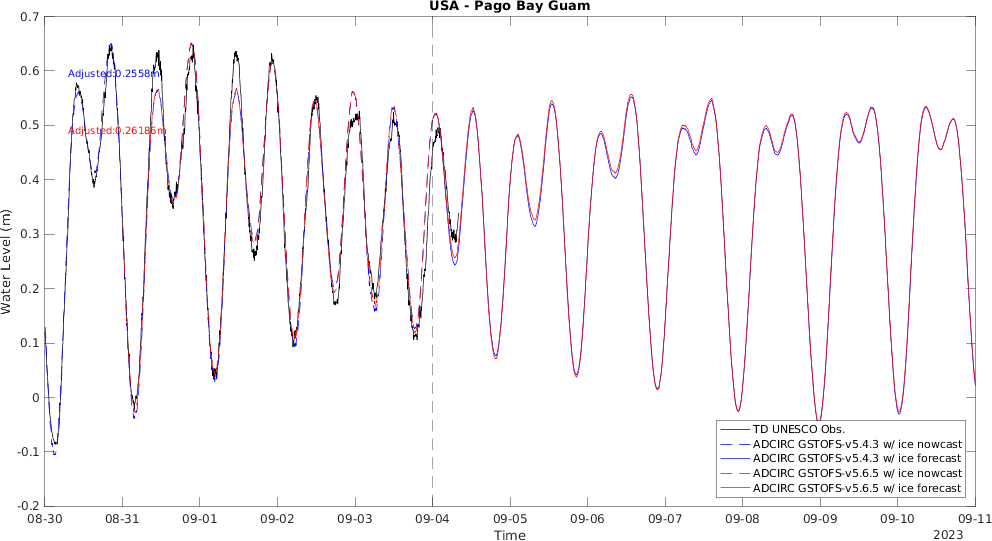 USA - Pago Bay Guam
0.7
0.6
0.5
0.4
0.3
0.2
0.1
0
-0.1
-0.2
Water Level (m)
Adjusted:0.2558m
Adjusted:0.26186m
08-30
08-31
09-01
09-02
09-03
09-04
09-05
09-06
09-07
09-08
09-09
09-10
09-11
Time
2023
TD UNESCO Obs.
ADCIRC GSTOFS-v5.4.3 w/ ice nowcast
ADCIRC GSTOFS-v5.4.3 w/ ice forecast
ADCIRC GSTOFS-v5.6.5 w/ ice nowcast
ADCIRC GSTOFS-v5.6.5 w/ ice forecast